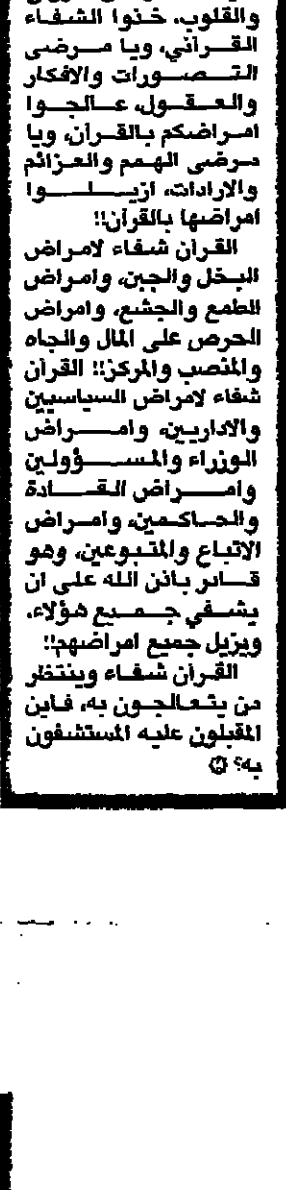 والقلوب، خذوا الشفاء
القرآني، ويا مرضى
التصورات والافكار
والعقول، عالجوا
امراضكم بالقرآن، ويا
مرضى الهمم والعزائم
والارادات، ازيلوا
امراضها بالقرآن!!
القرآن شفاء لامراض
البخل والجبن، وامراض
الطمع والجشع، وامراض
الحرص على المال والجاه
والمنصب والمركز!! القرآن
شفاء لامراض السياسيين
والاداريين، وامراض
الوزراء والمسؤولين
وامراض القادة
والحاكمين، وامراض
الاتباع والمتبوعين، وهو
قادر باذن الله على ان
يشفي جميع هؤلاء،
ويزيل جميع امراضهم!!
القرآن شفاء وينتظر
من يتعالجون به، فاين
المقبلون عليه المستشفون
به؟